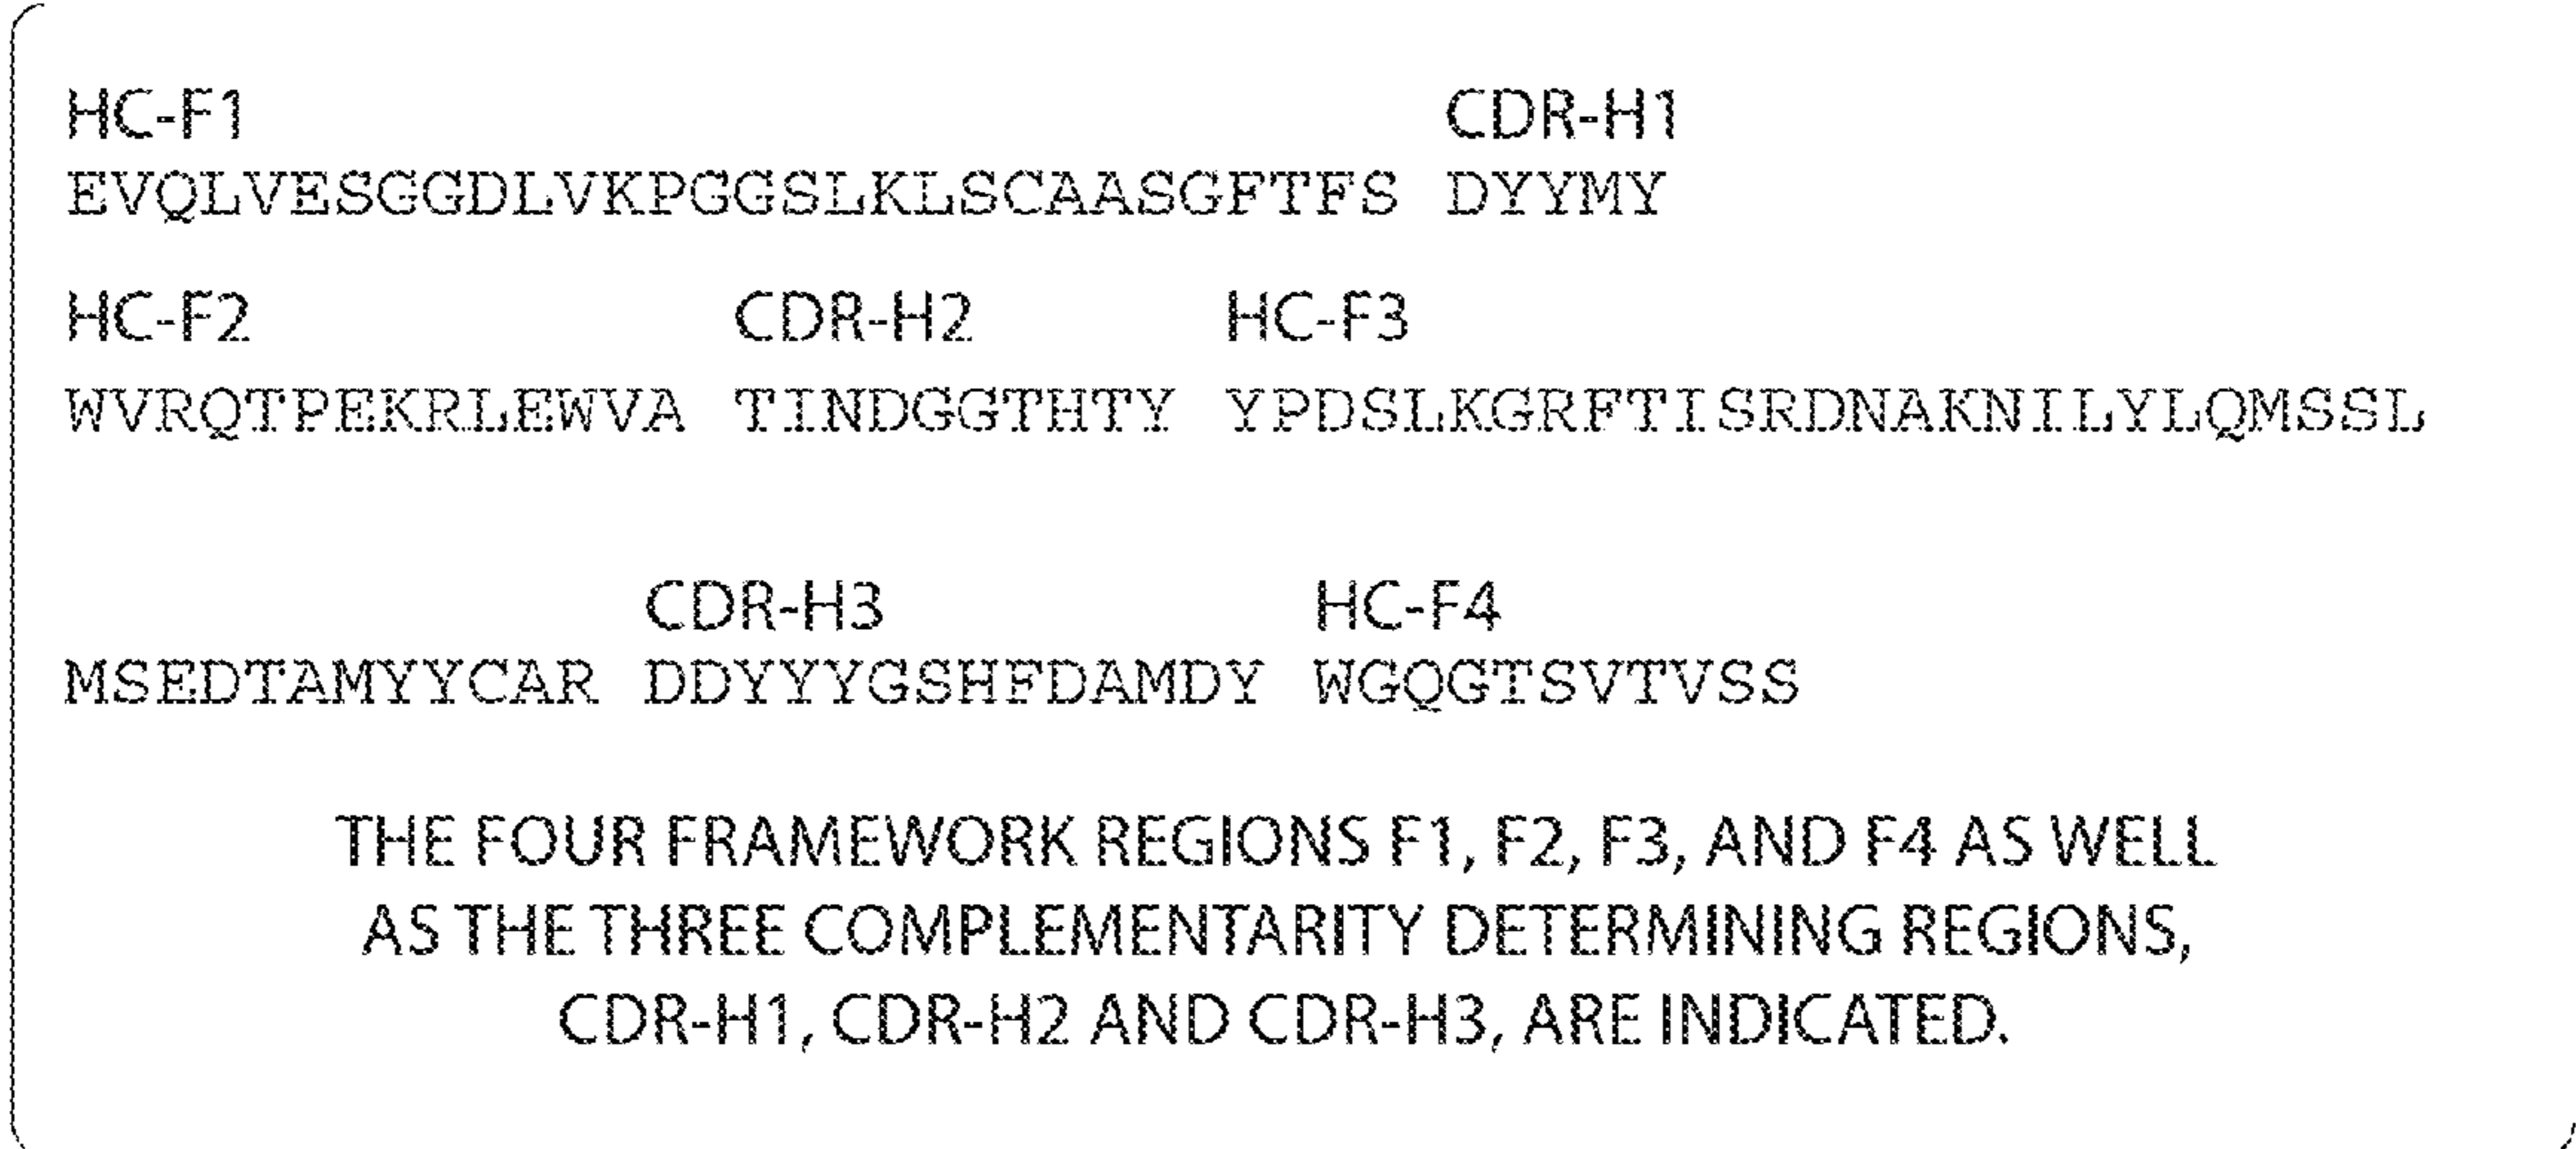 HC-F1 CDR-H1
EVQLVESGGDLVKPGGSLKLSCAASGFTFS DYYMY
HC-F2 CDR-H2 HC-F3
WVRQTPEKRLEWVA TINDGGTHTY YPDSLKGRFTISRDNAKNILYLQMSSL
CDR-H3 HC-F4
MSEDTAMYYCAR DDYYYGSHFDAMDY WGQGTSVTVSS
THE FOUR FRAMEWORK REGIONS F1, F2, F3, AND F4 AS WELL
AS THE THREE COMPLEMENTARITY DETERMINING REGIONS,
CDR-H1, CDR-H2 AND CDR-H3, ARE INDICATED.